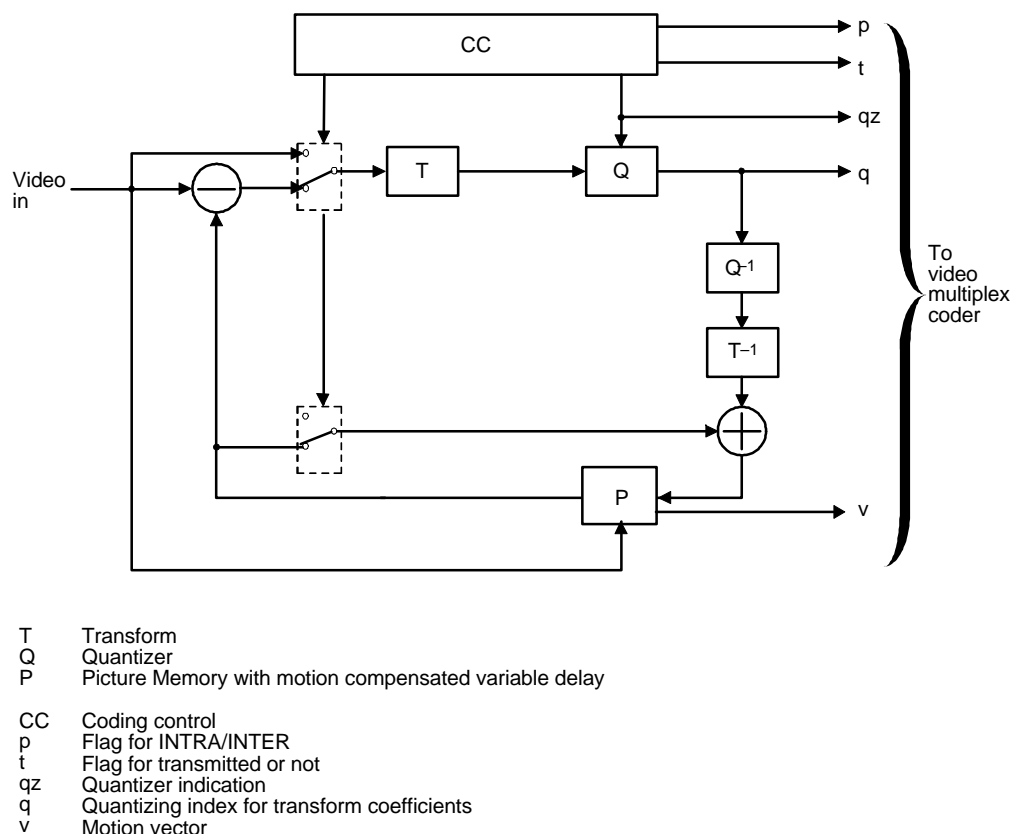 CC
p
t
qz
Video
in
T
Q
q
Q–1
To
video
multiplex
coder
T–1
P
v
T Transform
Q Quantizer
P Picture Memory with motion compensated variable delay
CC Coding control
p Flag for INTRA/INTER
t Flag for transmitted or not
qz Quantizer indication
q Quantizing index for transform coefficients
v Motion vector